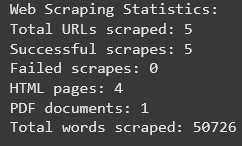 Web Scraping Statistics:
Total URLs scraped: 5
Successful scrapes: 5
Failed scrapes: 0
HTML pages: 4
PDF documents: 1
Total words scraped: 50726